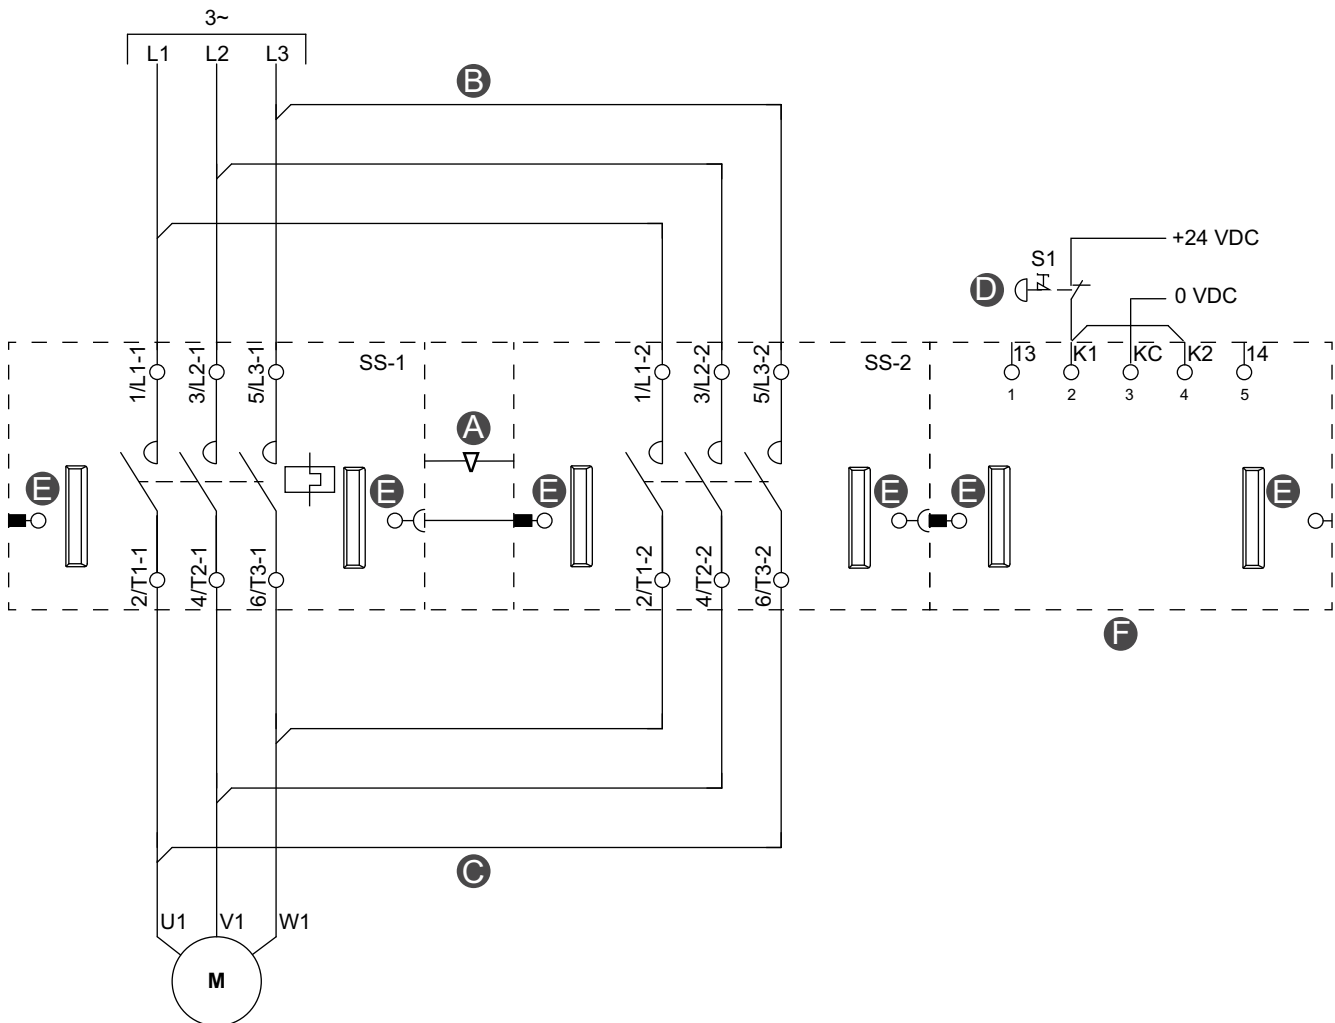 3~
L1 L2 L3
B
+24 VDC
S1
D
0 VDC
1/L1-1 3/L2-1 5/L3-1 SS-1 1/L1-2 3/L2-2 5/L3-2 SS-2 13 K1 KC K2 14
1 2 3 4 5
A
E E E E E E
2/T1-1 4/T2-1 6/T3-1 2/T1-2 4/T2-2 6/T3-2
F
C
U1 V1 W1
M